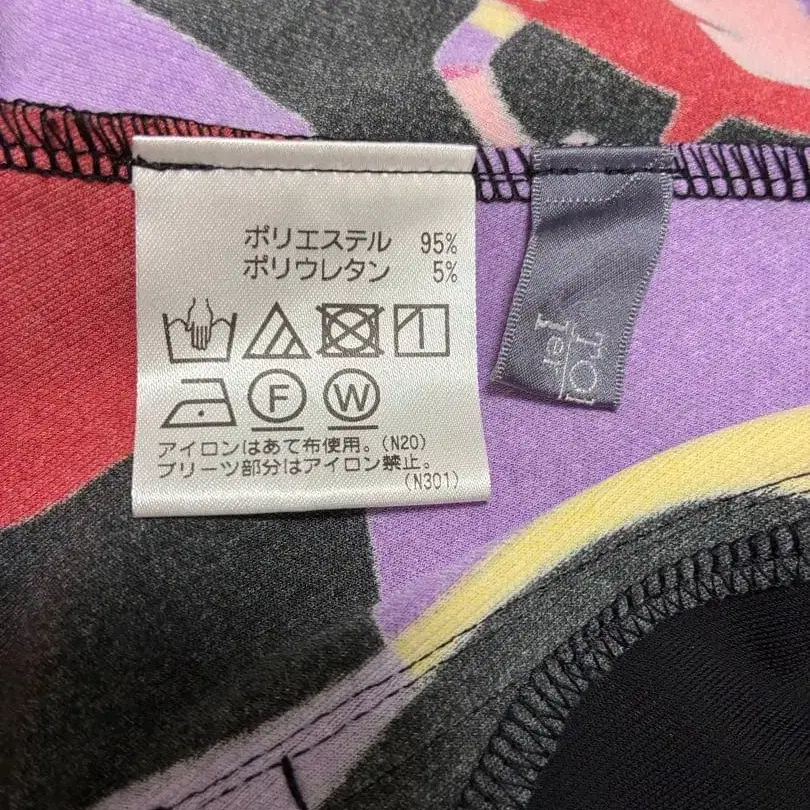 ポリエステル 95%
ポリウレタン 5%
F W
アイロンはあて布使用。(N20)
プリーツ部分はアイロン禁止。
(N301)